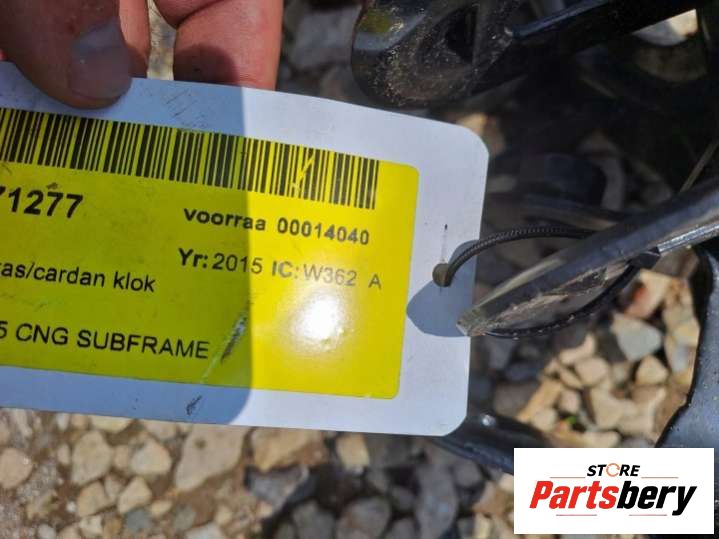 71277
voorraa 00014040
Yr: 2015 IC: W362 A
as/cardan klok
5 CNG SUBFRAME
STORE
Partsbery